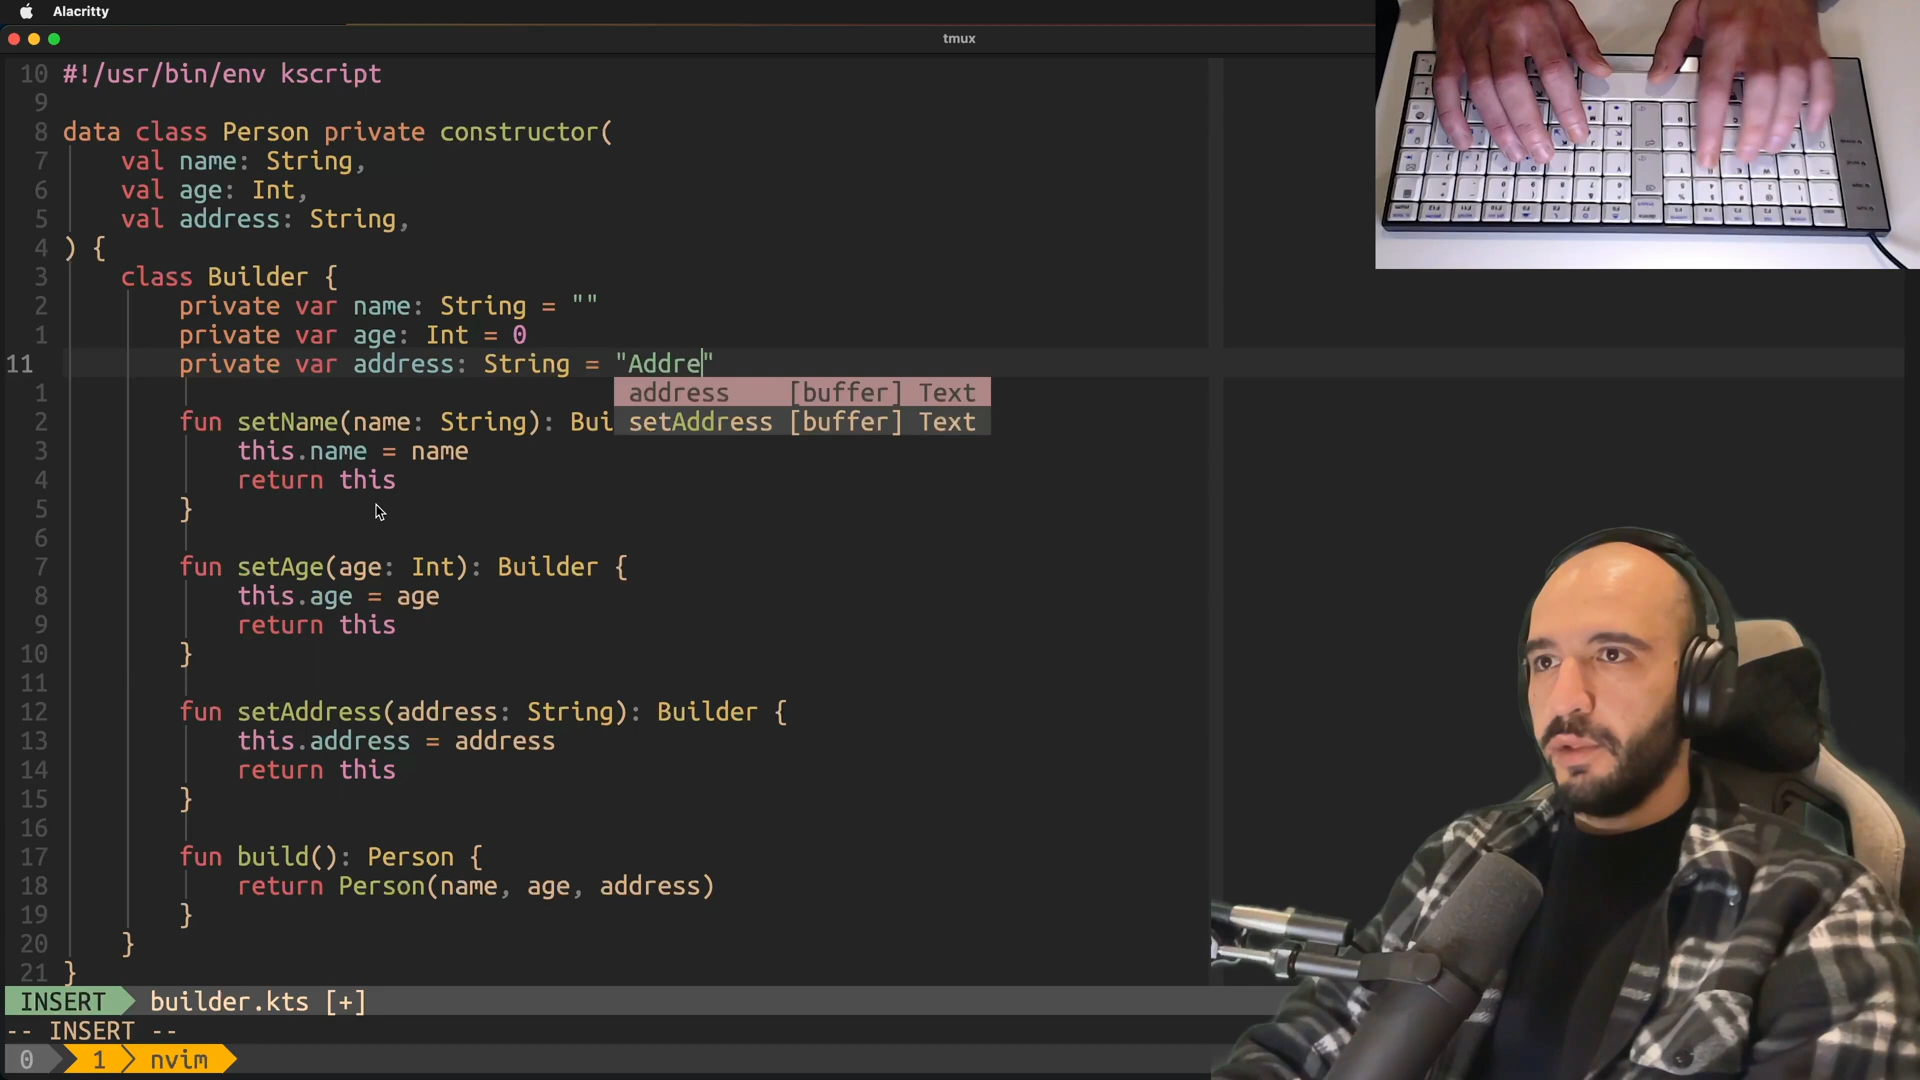 Alacritty
tmux
10 #!/usr/bin/env kscript
9
8 data class Person private constructor(
7 val name: String,
6 val age: Int,
5 val address: String,
4 ) {
3 class Builder {
2 private var name: String = ""
1 private var age: Int = 0
11 private var address: String = "Addre"
address [buffer] Text
setAddress [buffer] Text
1
2 fun setName(name: String): Bui
3 this.name = name
4 return this
5 }
6
7 fun setAge(age: Int): Builder {
8 this.age = age
9 return this
10 }
11
12 fun setAddress(address: String): Builder {
13 this.address = address
14 return this
15 }
16
17 fun build(): Person {
18 return Person(name, age, address)
19 }
20 }
21 }
INSERT builder.kts [+]
-- INSERT --
0 1 nvim